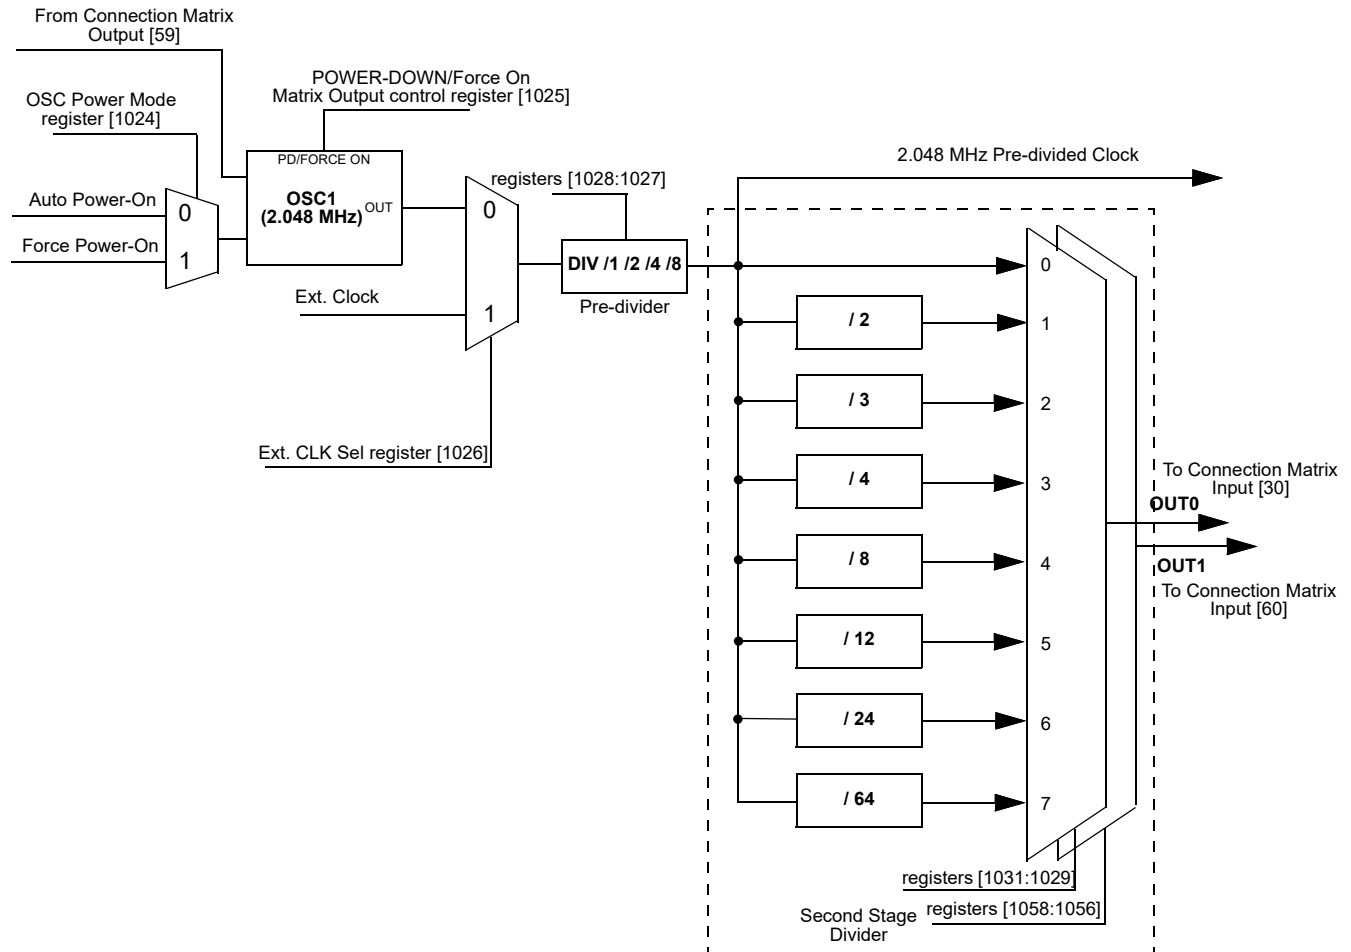 From Connection Matrix
Output [59]
POWER-DOWN/Force On
Matrix Output control register [1025]
OSC Power Mode
register [1024]
PD/FORCE ON
OSC1
(2.048 MHz)
OUT
Auto Power-On
0
Force Power-On
1
0
1
Ext. Clock
Ext. CLK Sel register [1026]
registers [1028:1027]
DIV /1 /2 /4 /8
Pre-divider
2.048 MHz Pre-divided Clock
0
/ 2
1
/ 3
2
/ 4
3
/ 8
4
/ 12
5
/ 24
6
/ 64
7
To Connection Matrix
Input [30]
OUT0
OUT1
To Connection Matrix
Input [60]
registers [1031:1029]
registers [1058:1056]
Second Stage
Divider